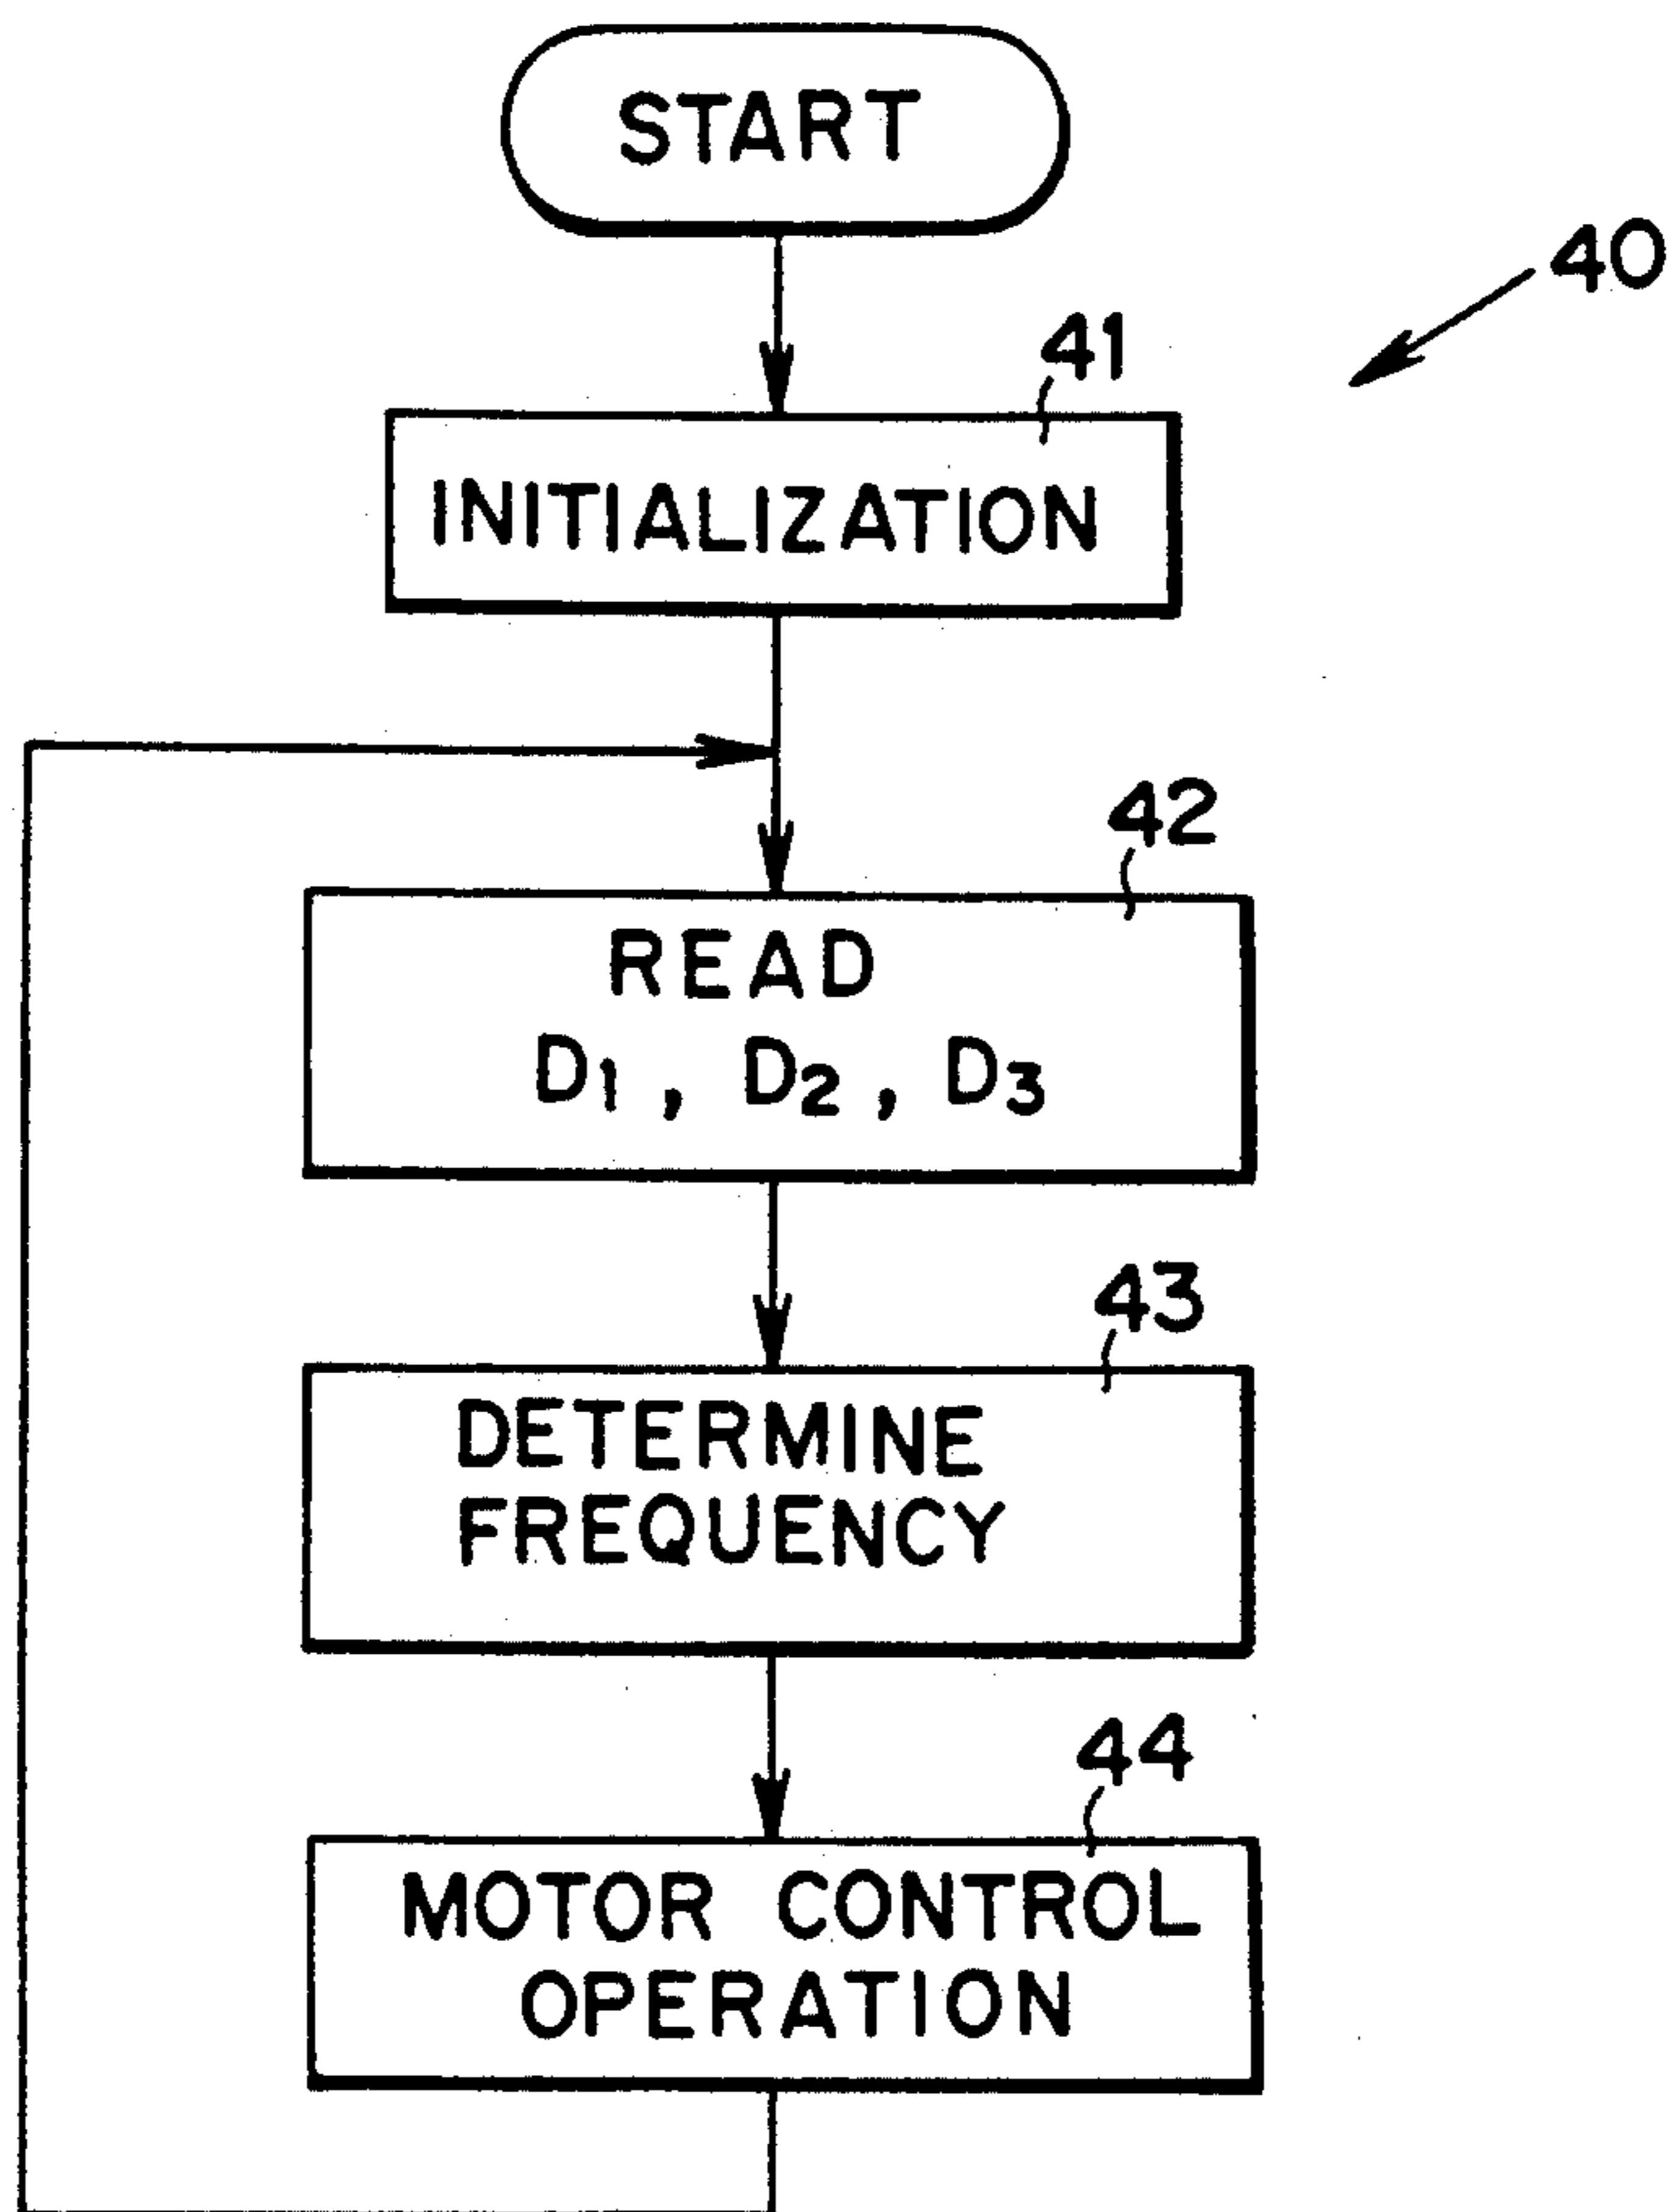 START
40
41
INITIALIZATION
42
READ
D1 , D2 , D3
43
DETERMINE
FREQUENCY
44
MOTOR CONTROL
OPERATION